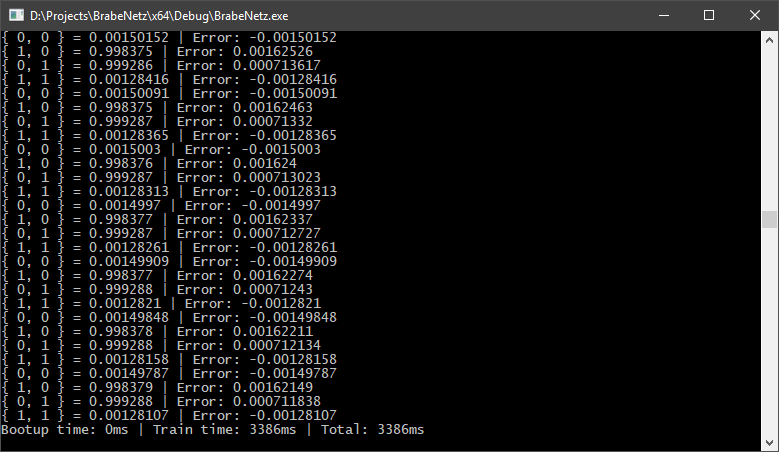 D:\Projects\BrabeNetz\x64\Debug\BrabeNetz.exe
{ 0, 0 } = 0.00150152 | Error: -0.00150152
{ 1, 0 } = 0.998375 | Error: 0.00162526
{ 0, 1 } = 0.999286 | Error: 0.000713617
{ 1, 1 } = 0.00128416 | Error: -0.00128416
{ 0, 0 } = 0.00150091 | Error: -0.00150091
{ 1, 0 } = 0.998375 | Error: 0.00162463
{ 0, 1 } = 0.999287 | Error: 0.00071332
{ 1, 1 } = 0.00128365 | Error: -0.00128365
{ 0, 0 } = 0.0015003 | Error: -0.0015003
{ 1, 0 } = 0.998376 | Error: 0.001624
{ 0, 1 } = 0.999287 | Error: 0.000713023
{ 1, 1 } = 0.00128313 | Error: -0.00128313
{ 0, 0 } = 0.0014997 | Error: -0.0014997
{ 1, 0 } = 0.998377 | Error: 0.00162337
{ 0, 1 } = 0.999287 | Error: 0.000712727
{ 1, 1 } = 0.00128261 | Error: -0.00128261
{ 0, 0 } = 0.00149909 | Error: -0.00149909
{ 1, 0 } = 0.998377 | Error: 0.00162274
{ 0, 1 } = 0.999288 | Error: 0.00071243
{ 1, 1 } = 0.0012821 | Error: -0.0012821
{ 0, 0 } = 0.00149848 | Error: -0.00149848
{ 1, 0 } = 0.998378 | Error: 0.00162211
{ 0, 1 } = 0.999288 | Error: 0.000712134
{ 1, 1 } = 0.00128158 | Error: -0.00128158
{ 0, 0 } = 0.00149787 | Error: -0.00149787
{ 1, 0 } = 0.998379 | Error: 0.00162149
{ 0, 1 } = 0.999288 | Error: 0.000711838
{ 1, 1 } = 0.00128107 | Error: -0.00128107
Bootup time: 0ms | Train time: 3386ms | Total: 3386ms